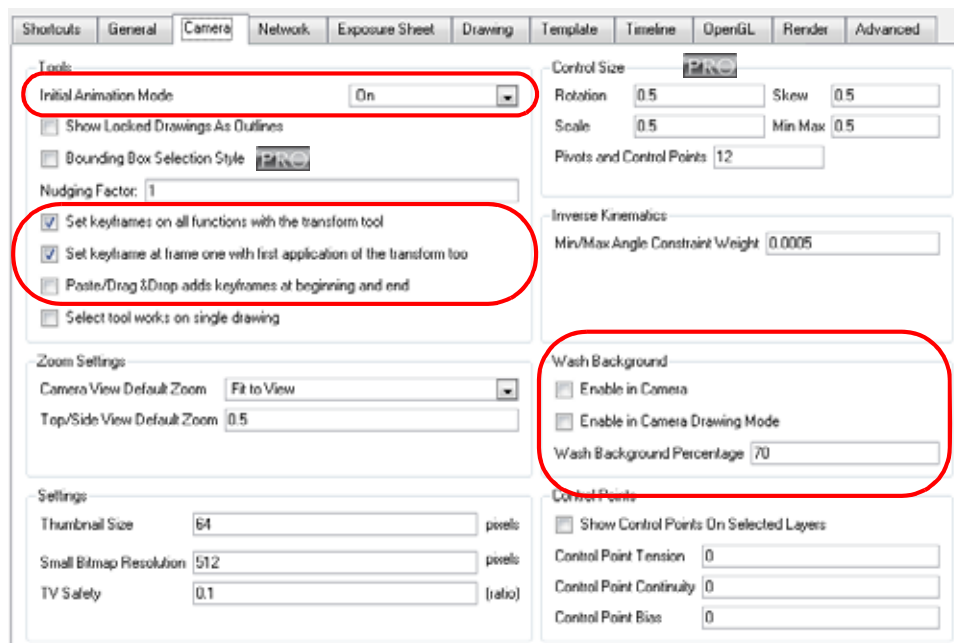 Shortcuts General Camera Network Exposure Sheet Drawing Template Timeline OpenGL Render Advanced
Tools
Initial Animation Mode On
Show Locked Drawings As Outlines
Bounding Box Selection Style PRO
Nudging Factor: 1
Set keyframes on all functions with the transform tool
Set keyframe at frame one with first application of the transform too
Paste/Drag &Drop adds keyframes at beginning and end
Select tool works on single drawing
Control Size PRO
Rotation 0.5 Skew 0.5
Scale 0.5 Min Max 0.5
Pivots and Control Points 12
Inverse Kinematics
Min/Max Angle Constraint Weight 0.0005
Zoom Settings
Camera View Default Zoom Fit to View
Top/Side View Default Zoom 0.5
Wash Background
Enable in Camera
Enable in Camera Drawing Mode
Wash Background Percentage 70
Settings
Thumbnail Size 64 pixels
Small Bitmap Resolution 512 pixels
TV Safety 0.1 (ratio)
Control Points
Show Control Points On Selected Layers
Control Point Tension 0
Control Point Continuity 0
Control Point Bias 0